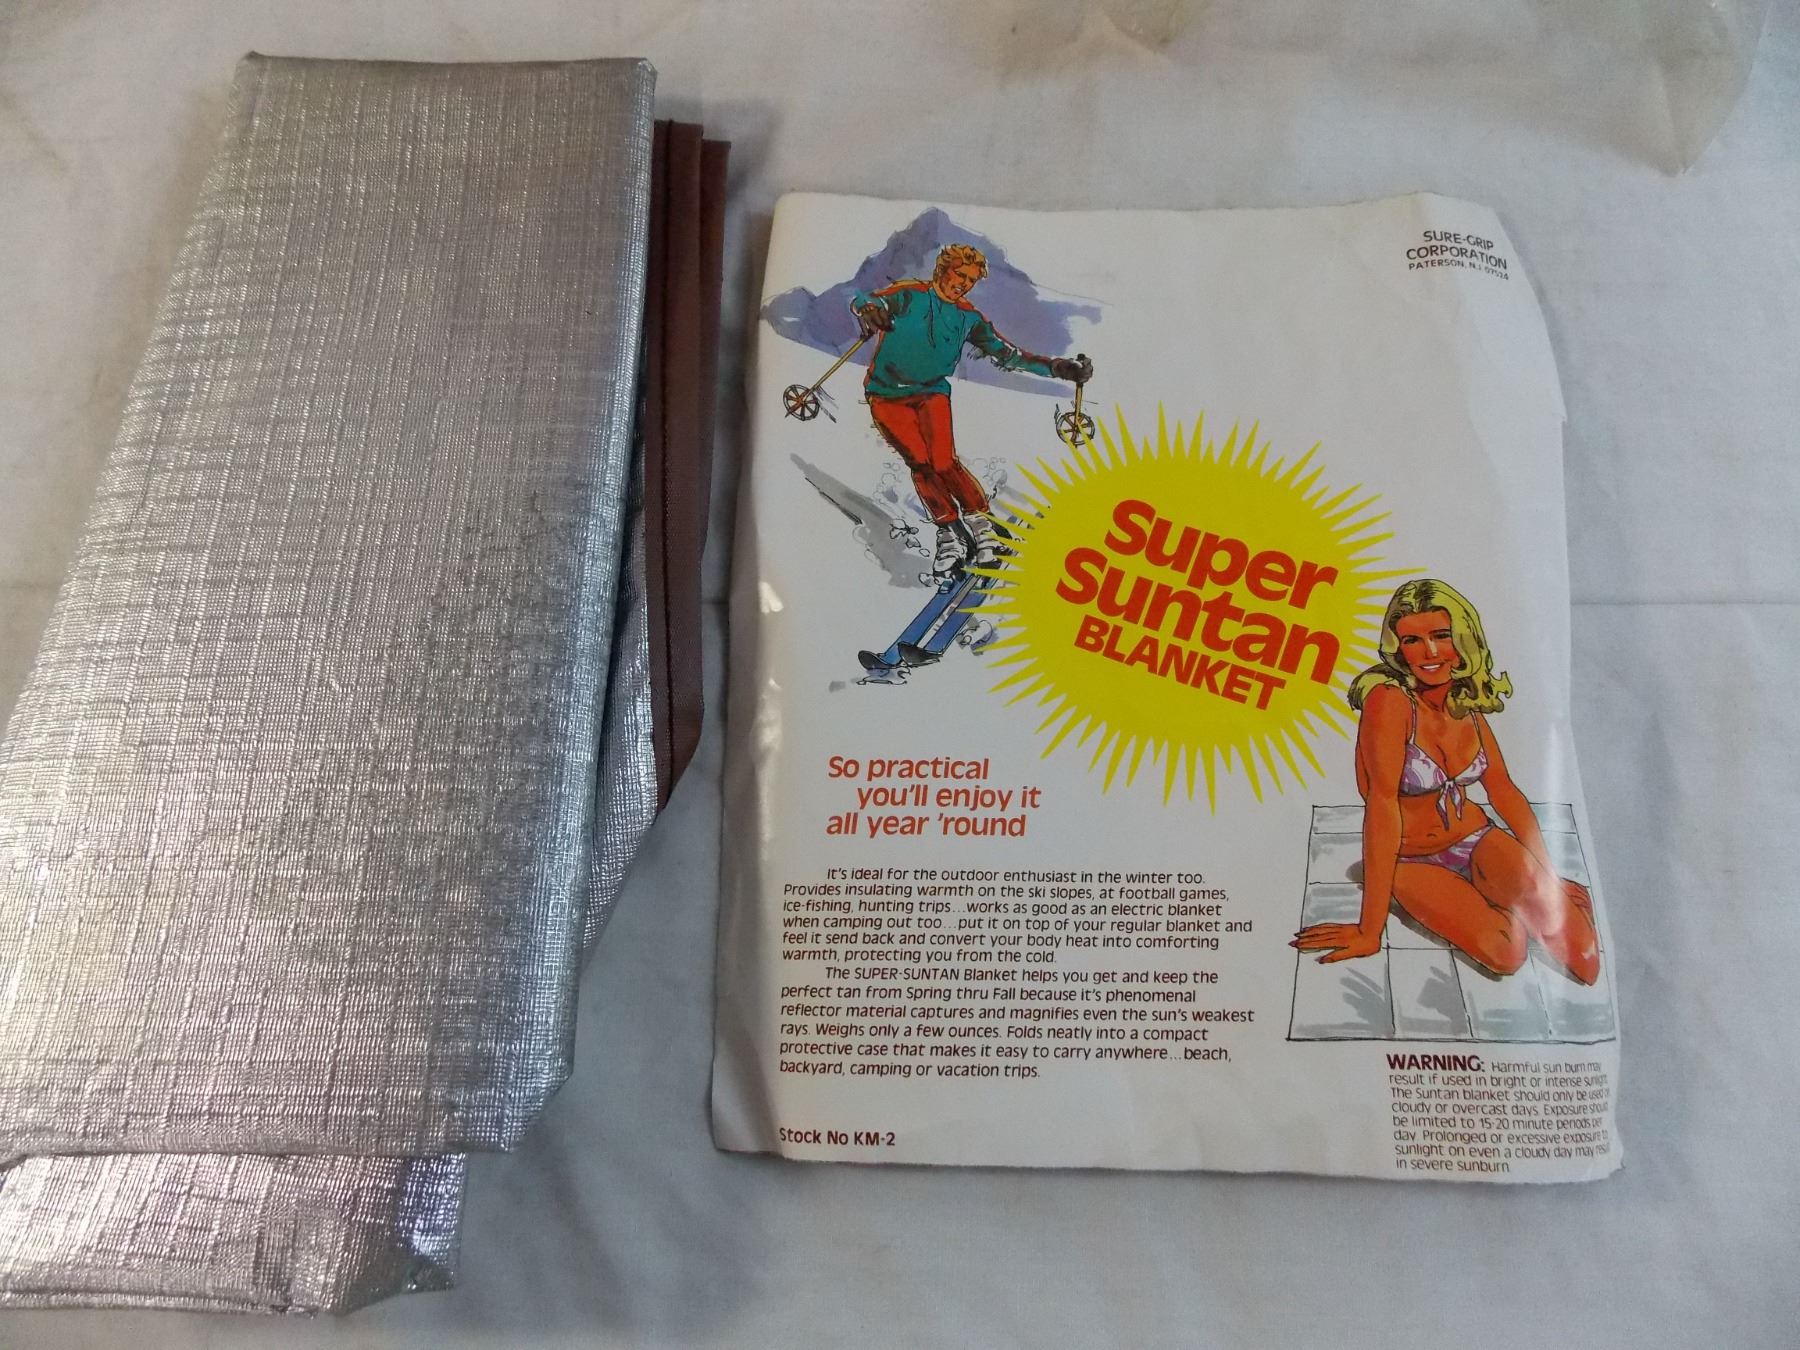 SURE-GRIP
CORPORATION
PATERSON, N.J. 07524
Super
Suntan
BLANKET
So practical
you'll enjoy it
all year 'round
It's ideal for the outdoor enthusiast in the winter too.
Provides insulating warmth on the ski slopes, at football games,
ice-fishing, hunting trips...works as good as an electric blanket
when camping out too...put it on top of your regular blanket and
feel it send back and convert your body heat into comforting
warmth, protecting you from the cold.
The SUPER-SUNTAN Blanket helps you get and keep the
perfect tan from Spring thru Fall because it's phenomenal
reflector material captures and magnifies even the sun's weakest
rays. Weighs only a few ounces. Folds neatly into a compact
protective case that makes it easy to carry anywhere...beach,
backyard, camping or vacation trips.
Stock No KM-2
WARNING: Harmful sun burn may
result if used in bright or intense sunlight.
The Suntan blanket should only be used on
cloudy or overcast days. Exposure should
be limited to 15-20 minute periods per
day. Prolonged or excessive exposure to
sunlight on even a cloudy day may result
in severe sunburn.